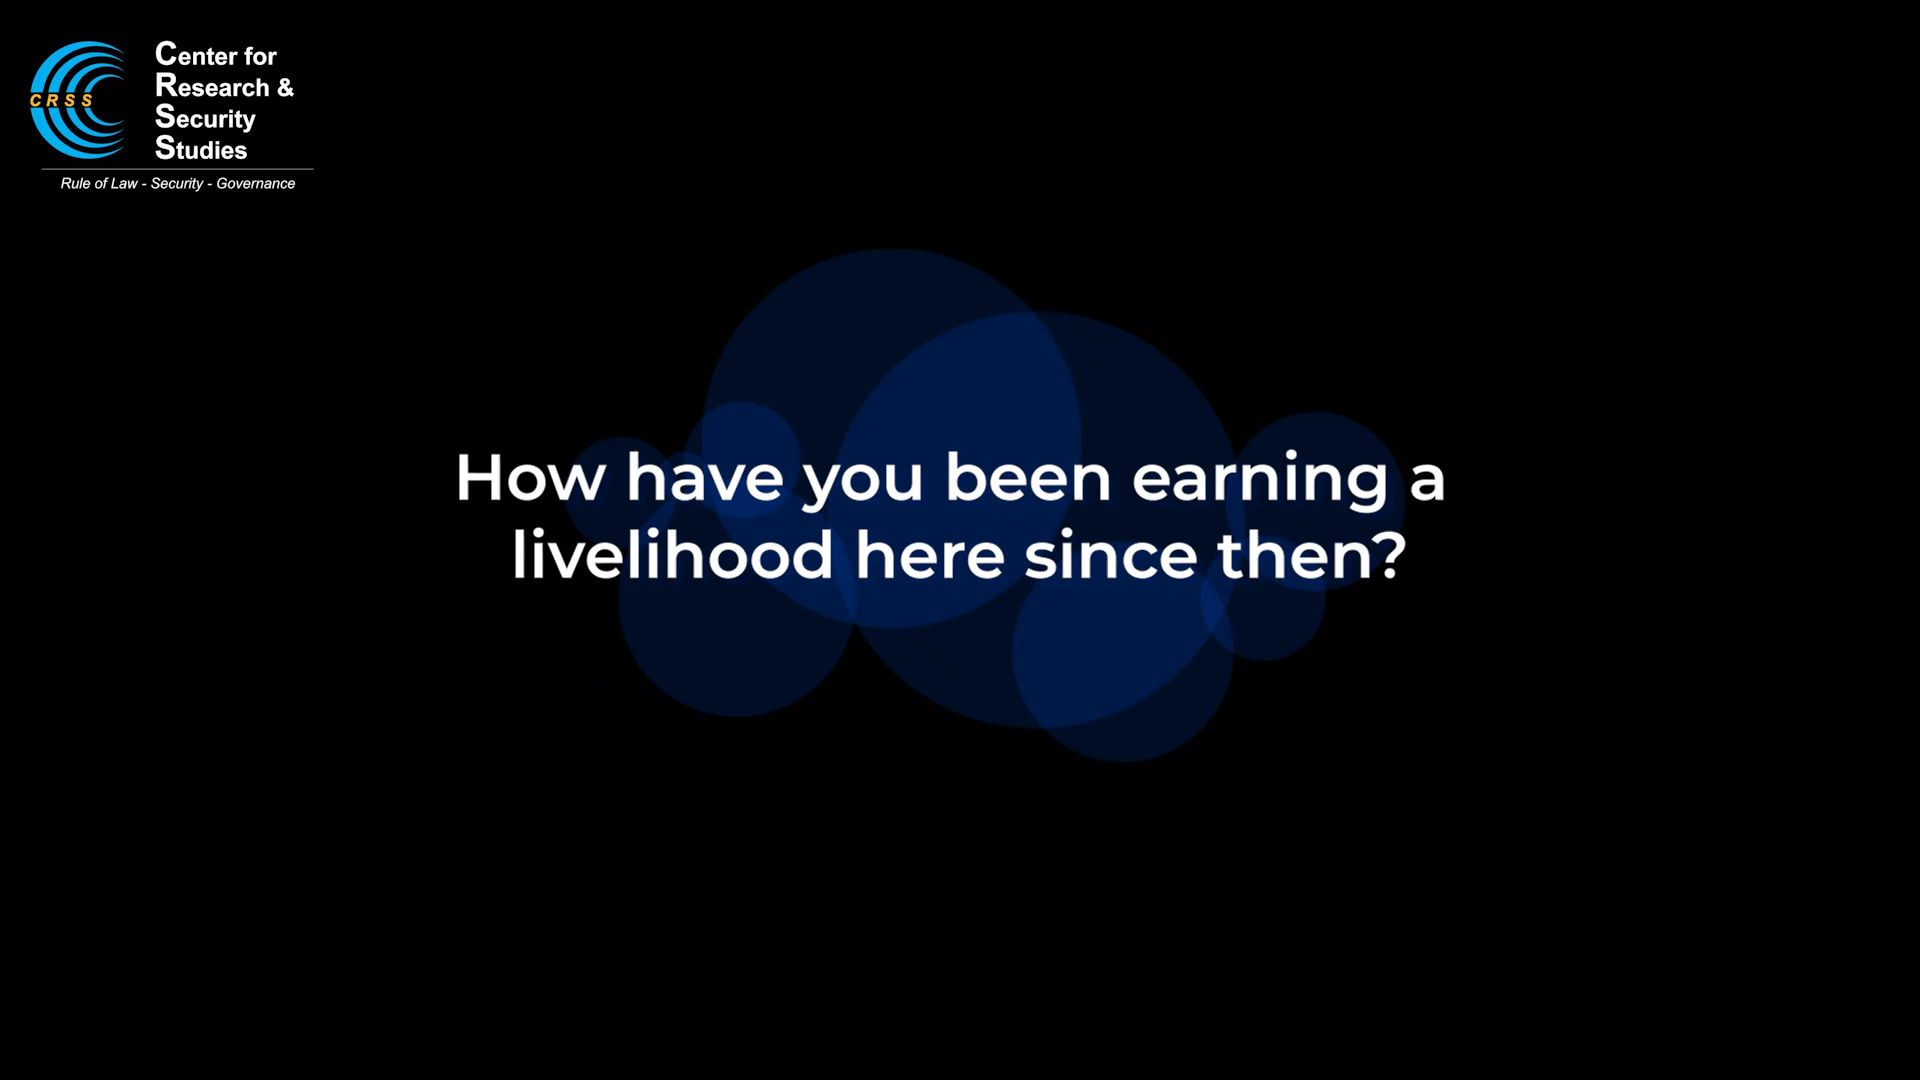 CRSS
Center for
Research &
Security
Studies
Rule of Law - Security - Governance
How have you been earning a
livelihood here since then?